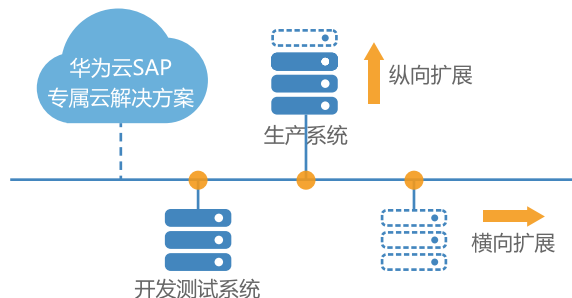 华为云SAP
专属云解决方案
纵向扩展
生产系统
横向扩展
开发测试系统